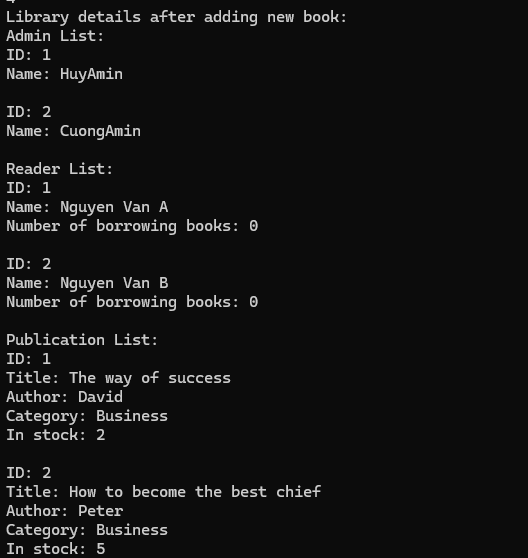 Library details after adding new book:
Admin List:
ID: 1
Name: HuyAmin
ID: 2
Name: CuongAmin
Reader List:
ID: 1
Name: Nguyen Van A
Number of borrowing books: 0
ID: 2
Name: Nguyen Van B
Number of borrowing books: 0
Publication List:
ID: 1
Title: The way of success
Author: David
Category: Business
In stock: 2
ID: 2
Title: How to become the best chief
Author: Peter
Category: Business
In stock: 5